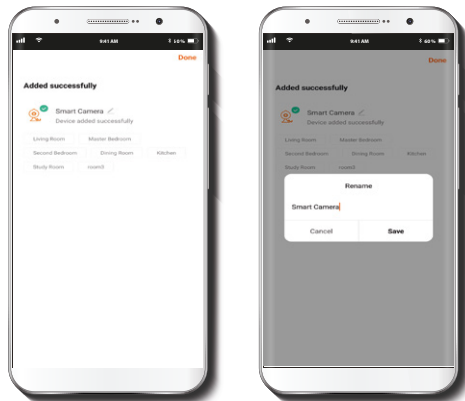 9:41 AM
50%
Done
Added successfully
Smart Camera
Device added successfully
Living Room Master Bedroom
Second Bedroom Dining Room Kitchen
Study Room room3
9:41 AM
60%
Done
Added successfully
Smart Camera
Device added successfully
Living Room Master Bedroom
Second Bedroom Dining Room Kitchen
Study Room room3
Rename
Smart Camera
Cancel Save